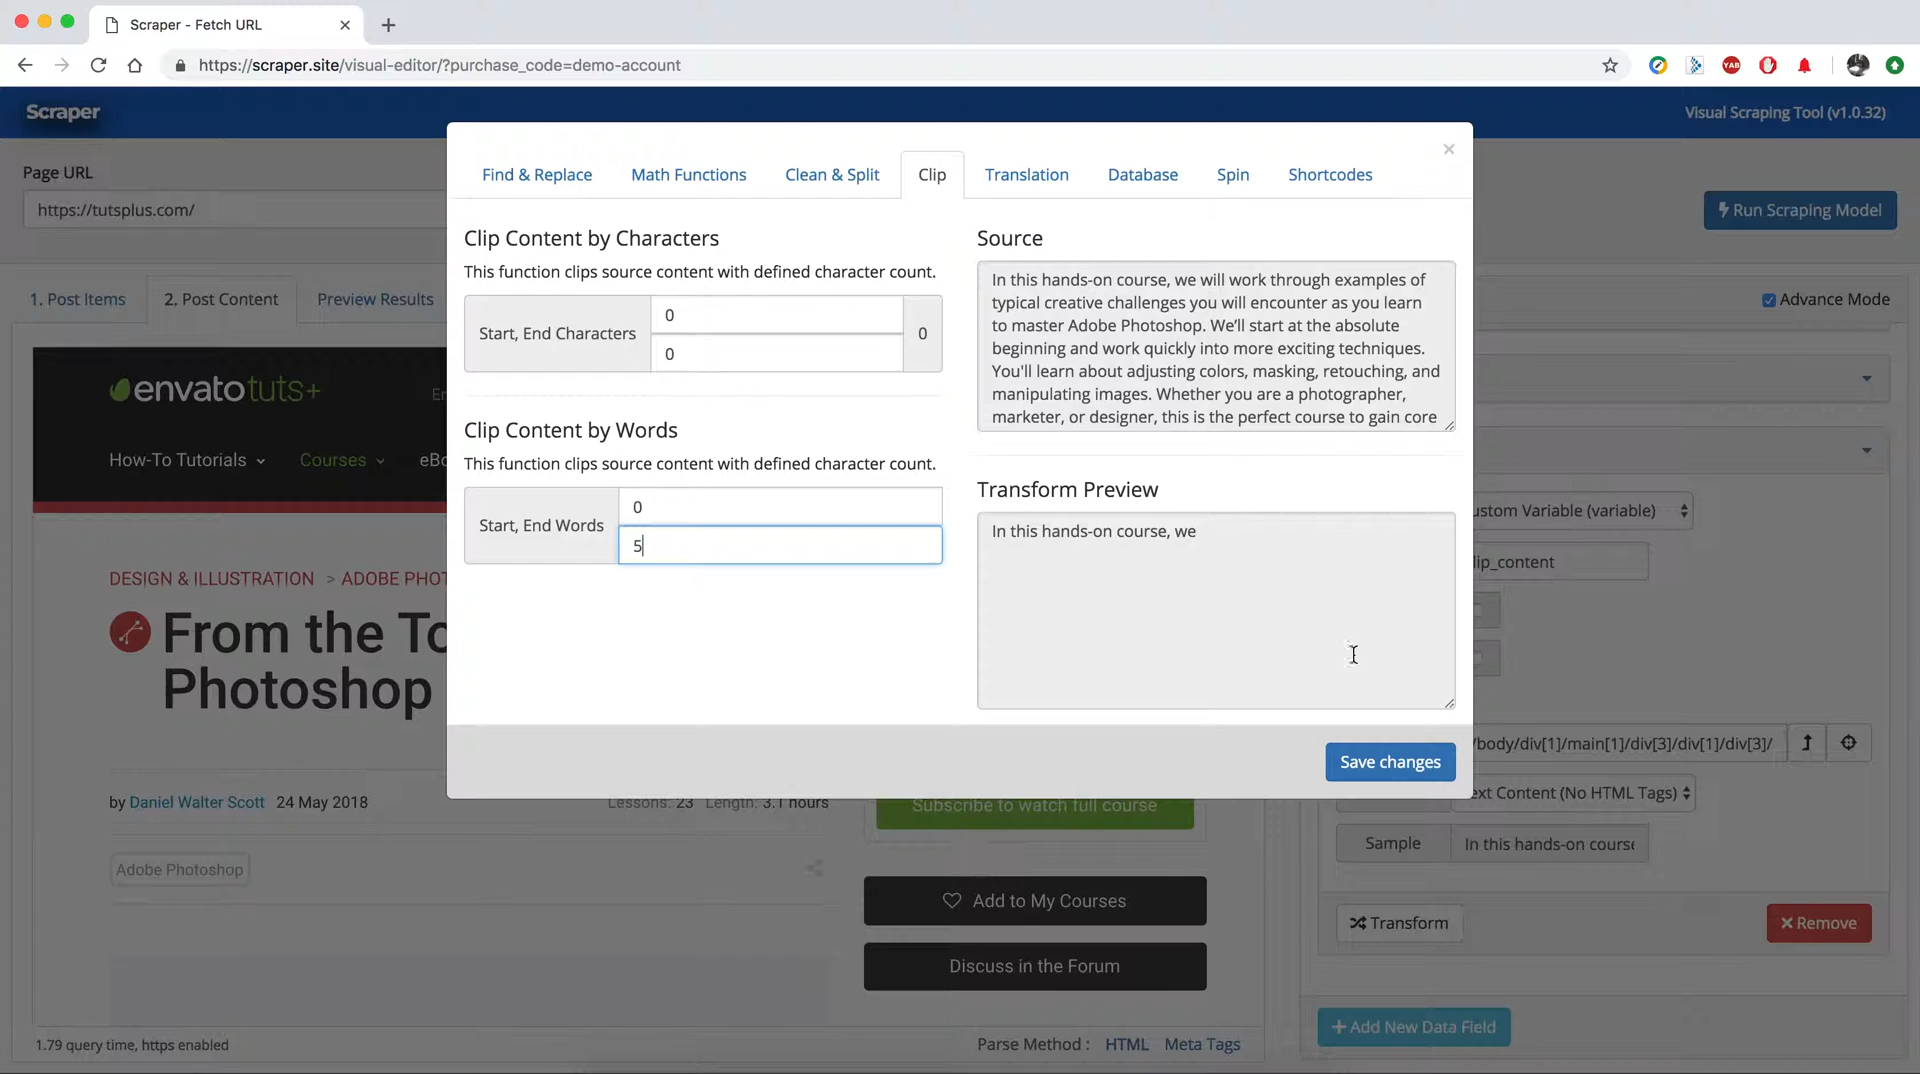 Scraper - Fetch URL
https://scraper.site/visual-editor/?purchase_code=demo-account
YAB
Scraper
Visual Scraping Tool (v1.0.32)
Page URL
https://tutsplus.com/
Run Scraping Model
1. Post Items
2. Post Content
Preview Results
Advance Mode
Find & Replace
Math Functions
Clean & Split
Clip
Translation
Database
Spin
Shortcodes
×
Clip Content by Characters
This function clips source content with defined character count.
Start, End Characters
0
0
0
Clip Content by Words
This function clips source content with defined character count.
Start, End Words
0
5
Source
In this hands-on course, we will work through examples of
typical creative challenges you will encounter as you learn
to master Adobe Photoshop. We'll start at the absolute
beginning and work quickly into more exciting techniques.
You'll learn about adjusting colors, masking, retouching, and
manipulating images. Whether you are a photographer,
marketer, or designer, this is the perfect course to gain core
Transform Preview
In this hands-on course, we
Save changes
envatotuts+
En
How-To Tutorials
Courses
eBo
DESIGN & ILLUSTRATION > ADOBE PHOT
From the To
Photoshop
by Daniel Walter Scott 24 May 2018
Lessons: 23 Length: 3.1 hours
Adobe Photoshop
Subscribe to watch full course
Add to My Courses
Discuss in the Forum
1.79 query time, https enabled
Parse Method : HTML Meta Tags
ustom Variable (variable)
lip_content
/body/div[1]/main[1]/div[3]/div[1]/div[3]/
ext Content (No HTML Tags)
Sample
In this hands-on course
Transform
Remove
Add New Data Field